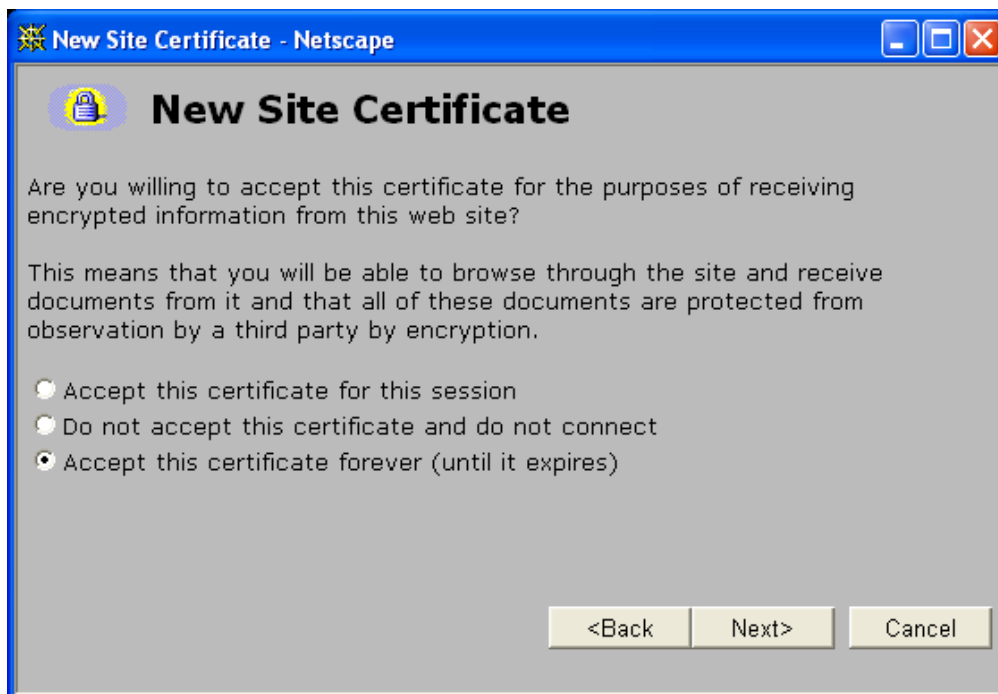 New Site Certificate - Netscape
New Site Certificate
Are you willing to accept this certificate for the purposes of receiving
encrypted information from this web site?
This means that you will be able to browse through the site and receive
documents from it and that all of these documents are protected from
observation by a third party by encryption.
Accept this certificate for this session
Do not accept this certificate and do not connect
Accept this certificate forever (until it expires)
<Back Next> Cancel